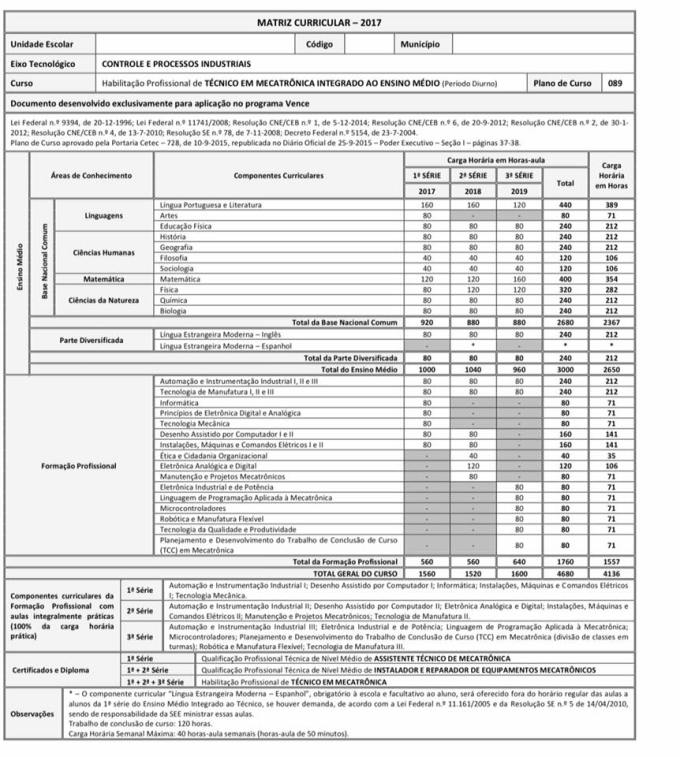 MATRIZ CURRICULAR – 2017
Unidade Escolar Código Município
Eixo Tecnológico CONTROLE E PROCESSOS INDUSTRIAIS
Curso Habilitação Profissional de TÉCNICO EM MECATRÔNICA INTEGRADO AO ENSINO MÉDIO (Período Diurno) Plano de Curso 089
Documento desenvolvido exclusivamente para aplicação no programa Vence
Lei Federal n.º 9394, de 20-12-1996; Lei Federal n.º 11741/2008; Resolução CNE/CEB n.º 1, de 5-12-2014; Resolução CNE/CEB n.º 6, de 20-9-2012; Resolução CNE/CEB n.º 2, de 30-1-
2012; Resolução CNE/CEB n.º 4, de 13-7-2010; Resolução SE n.º 78, de 7-11-2008; Decreto Federal n.º 5154, de 23-7-2004.
Plano de Curso aprovado pela Portaria Cetec – 728, de 10-9-2015, republicada no Diário Oficial de 25-9-2015 – Poder Executivo – Seção I – páginas 37-38.
Áreas de Conhecimento Componentes Curriculares Carga Horária em Horas-aula Carga Horária em Horas
1ª SÉRIE 2ª SÉRIE 3ª SÉRIE Total
2017 2018 2019
Ensino Médio
Base Nacional Comum
Linguagens
Língua Portuguesa e Literatura 160 160 120 440 389
Artes 80 - - 80 71
Educação Física 80 80 80 240 212
Ciências Humanas
História 80 80 80 240 212
Geografia 80 80 80 240 212
Filosofia 40 40 40 120 106
Sociologia 40 40 40 120 106
Matemática Matemática 120 120 160 400 354
Ciências da Natureza
Física 80 120 120 320 282
Química 80 80 80 240 212
Biologia 80 80 80 240 212
Total da Base Nacional Comum 920 880 880 2680 2367
Parte Diversificada
Língua Estrangeira Moderna – Inglês 80 80 80 240 212
Língua Estrangeira Moderna – Espanhol - * - * *
Total da Parte Diversificada 80 80 80 240 212
Total do Ensino Médio 1000 1040 960 3000 2650
Formação Profissional
Automação e Instrumentação Industrial I, II e III 80 80 80 240 212
Tecnologia de Manufatura I, II e III 80 80 80 240 212
Informática 80 - - 80 71
Princípios de Eletrônica Digital e Analógica 80 - - 80 71
Tecnologia Mecânica 80 - - 80 71
Desenho Assistido por Computador I e II 80 80 - 160 141
Instalações, Máquinas e Comandos Elétricos I e II 80 80 - 160 141
Ética e Cidadania Organizacional - 40 - 40 35
Eletrônica Analógica e Digital - 120 - 120 106
Manutenção e Projetos Mecatrônicos - 80 - 80 71
Eletrônica Industrial e de Potência - - 80 80 71
Linguagem de Programação Aplicada à Mecatrônica - - 80 80 71
Microcontroladores - - 80 80 71
Robótica e Manufatura Flexível - - 80 80 71
Tecnologia da Qualidade e Produtividade - - 80 80 71
Planejamento e Desenvolvimento do Trabalho de Conclusão de Curso
(TCC) em Mecatrônica - - 80 80 71
Total da Formação Profissional 560 560 640 1760 1557
TOTAL GERAL DO CURSO 1560 1520 1600 4680 4136
Componentes curriculares da
Formação Profissional com
aulas integralmente práticas
(100% da carga horária
prática)
1ª Série Automação e Instrumentação Industrial I; Desenho Assistido por Computador I; Informática; Instalações, Máquinas e Comandos Elétricos
I; Tecnologia Mecânica.
2ª Série Automação e Instrumentação Industrial II; Desenho Assistido por Computador II; Eletrônica Analógica e Digital; Instalações, Máquinas e
Comandos Elétricos II; Manutenção e Projetos Mecatrônicos; Tecnologia de Manufatura II.
3ª Série Automação e Instrumentação Industrial III; Eletrônica Industrial e de Potência; Linguagem de Programação Aplicada à Mecatrônica;
Microcontroladores; Planejamento e Desenvolvimento do Trabalho de Conclusão de Curso (TCC) em Mecatrônica (divisão de classes em
turmas); Robótica e Manufatura Flexível; Tecnologia de Manufatura III.
Certificados e Diploma
1ª Série Qualificação Profissional Técnica de Nível Médio de ASSISTENTE TÉCNICO DE MECATRÔNICA
1ª + 2ª Série Qualificação Profissional Técnica de Nível Médio de INSTALADOR E REPARADOR DE EQUIPAMENTOS MECATRÔNICOS
1ª + 2ª + 3ª Série Habilitação Profissional de TÉCNICO EM MECATRÔNICA
Observações
* – O componente curricular "Língua Estrangeira Moderna – Espanhol", obrigatório à escola e facultativo ao aluno, será oferecido fora do horário regular das aulas a
alunos da 1ª série do Ensino Médio Integrado ao Técnico, se houver demanda, de acordo com a Lei Federal n.º 11.161/2005 e da Resolução SE n.º 5 de 14/04/2010,
sendo de responsabilidade da SEE ministrar essas aulas.
Trabalho de conclusão de curso: 120 horas.
Carga Horária Semanal Máxima: 40 horas-aula semanais (horas-aula de 50 minutos).